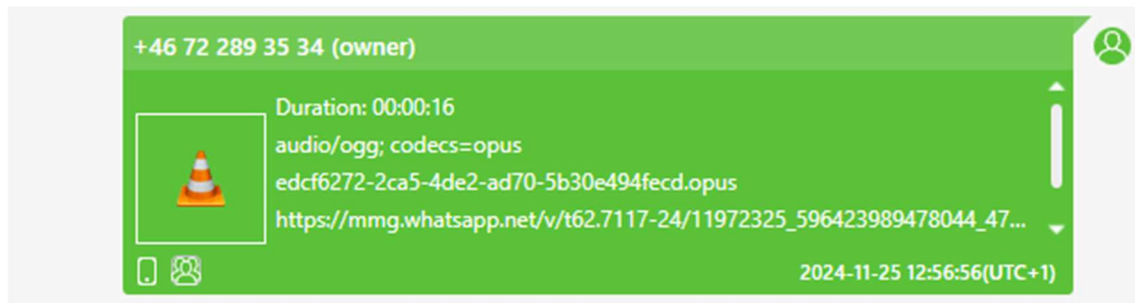 +46 72 289 35 34 (owner)
Duration: 00:00:16
audio/ogg; codecs=opus
edcf6272-2ca5-4de2-ad70-5b30e494fecd.opus
https://mmg.whatsapp.net/v/t62.7117-24/11972325_596423989478044_47...
2024-11-25 12:56:56(UTC+1)